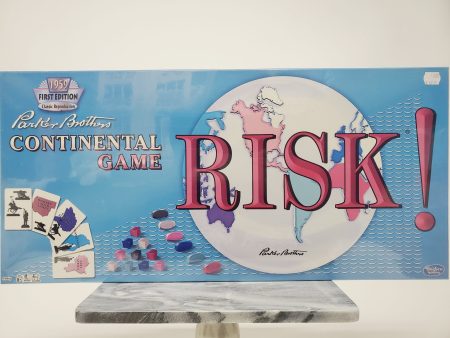 1959
FIRST EDITION
Classic Reproduction
Parker Brothers
CONTINENTAL
GAME
RISK!
Parker Brothers